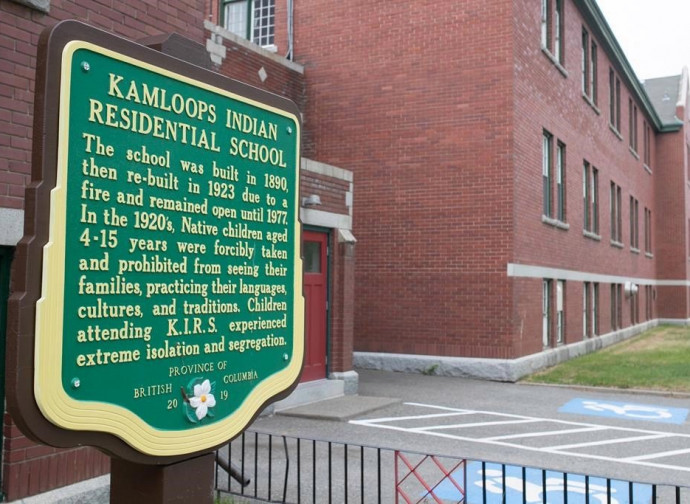 KAMLOOPS INDIAN
RESIDENTIAL SCHOOL
The school was built in 1890,
then re-built in 1923 due to a
fire and remained open until 1977.
In the 1920's, Native children aged
4-15 years were forcibly taken
and prohibited from seeing their
families, practicing their languages,
cultures, and traditions. Children
attending K.I.R.S. experienced
extreme isolation and segregation.
PROVINCE OF
BRITISH COLUMBIA
20 19